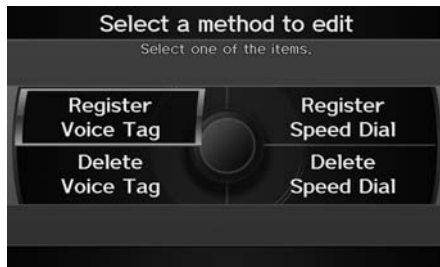 Select a method to edit
Select one of the items.
Register
Voice Tag
Register
Speed Dial
Delete
Voice Tag
Delete
Speed Dial